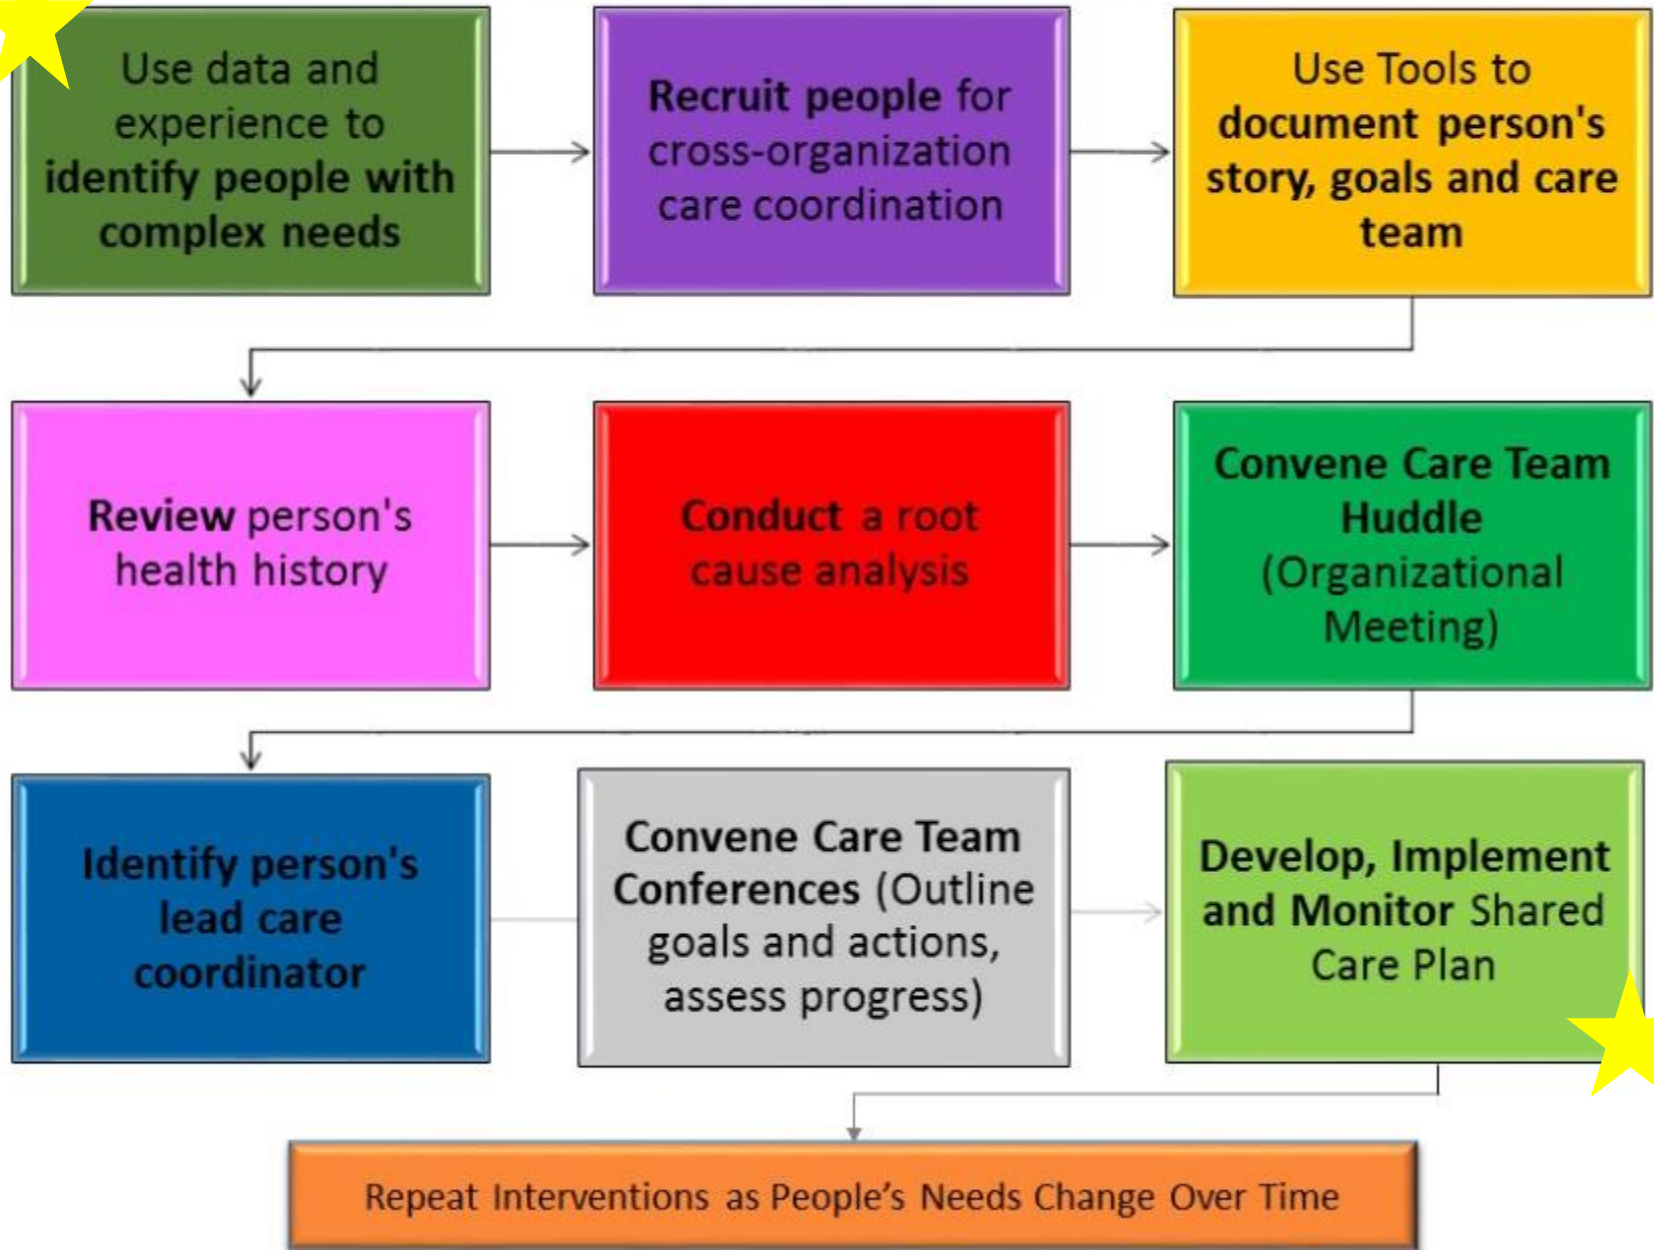 Use data and
experience to
identify people with
complex needs
Recruit people for
cross-organization
care coordination
Use Tools to
document person's
story, goals and care
team
Review person's
health history
Conduct a root
cause analysis
Convene Care Team
Huddle
(Organizational
Meeting)
Identify person's
lead care
coordinator
Convene Care Team
Conferences (Outline
goals and actions,
assess progress)
Develop, Implement
and Monitor Shared
Care Plan
Repeat Interventions as People’s Needs Change Over Time